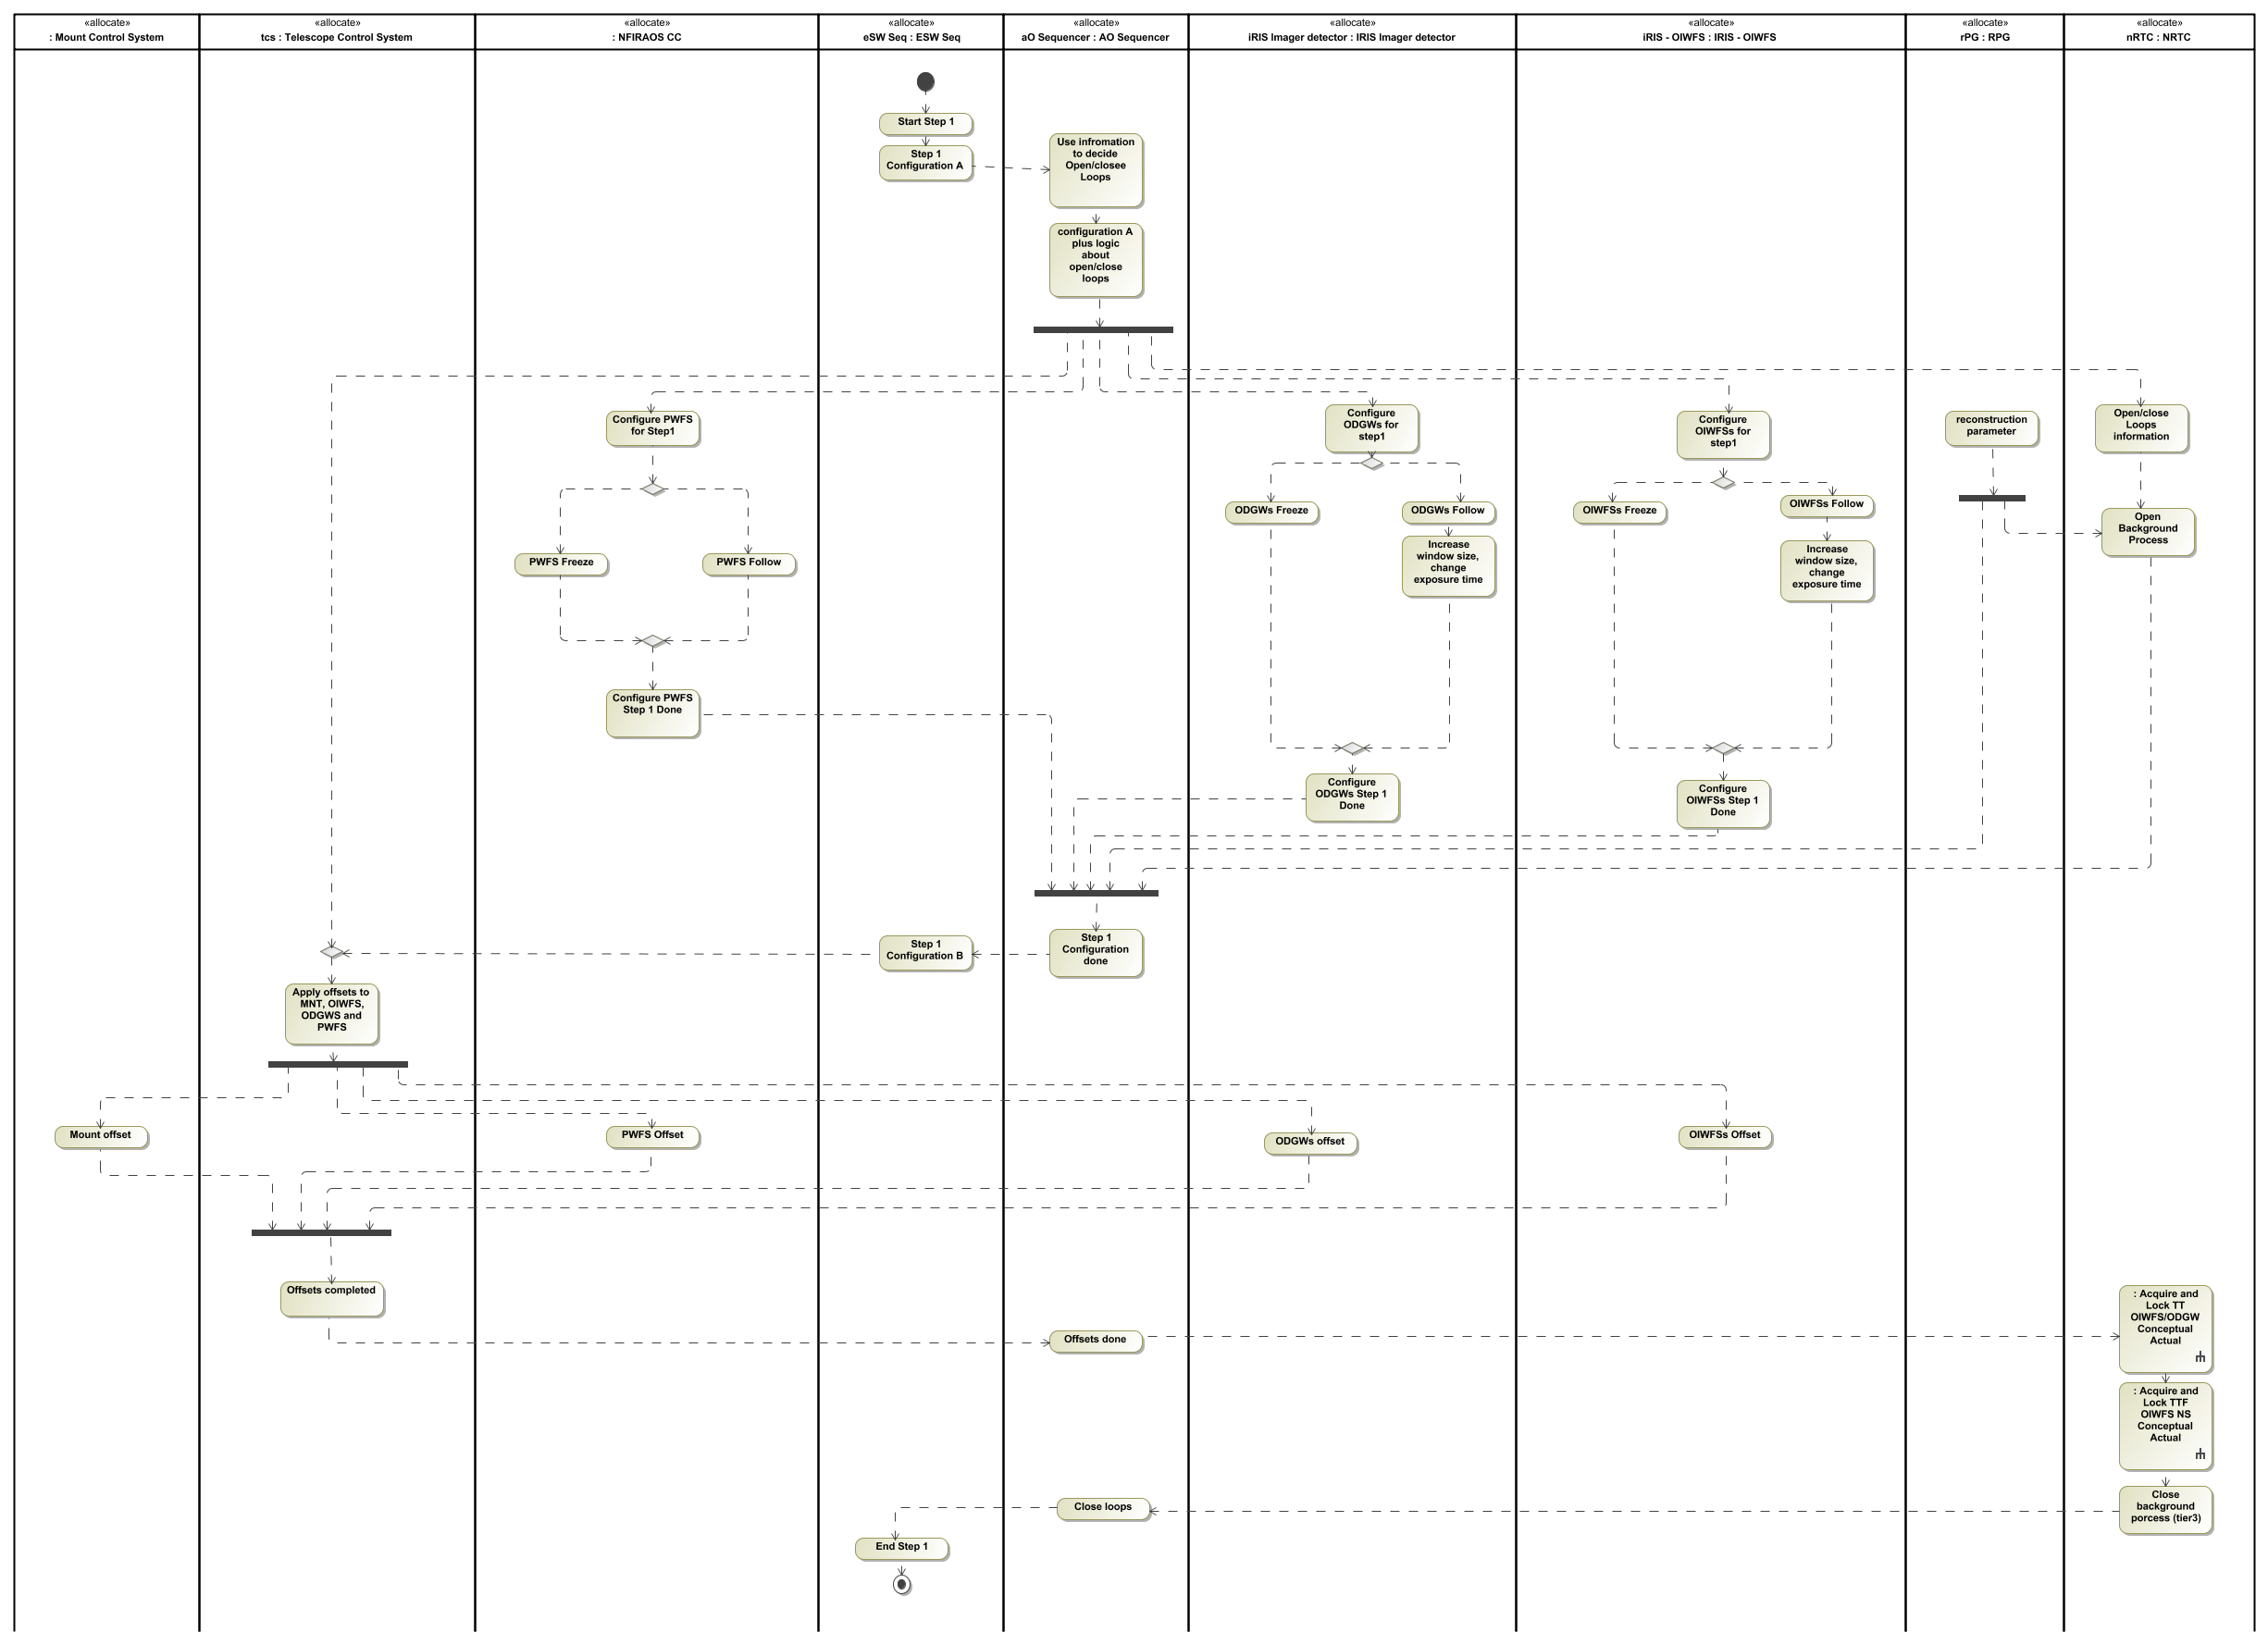 «allocate»
: Mount Control System
«allocate»
tcs : Telescope Control System
«allocate»
: NFIRAOS CC
«allocate»
eSW Seq : ESW Seq
«allocate»
aO Sequencer : AO Sequencer
«allocate»
iRIS Imager detector : IRIS Imager detector
«allocate»
iRIS - OIWFS : IRIS - OIWFS
«allocate»
rPG : RPG
«allocate»
nRTC : NRTC
Start Step 1
Step 1
Configuration A
Use infromation
to decide
Open/closee
Loops
configuration A
plus logic
about
open/close
loops
Configure PWFS
for Step1
Configure
ODGWs for
step1
Configure
OIWFSs for
step1
reconstruction
parameter
Open/close
Loops
information
ODGWs Freeze
ODGWs Follow
OIWFSs Freeze
OIWFSs Follow
Open
Background
Process
PWFS Freeze
PWFS Follow
Increase
window size,
change
exposure time
Increase
window size,
change
exposure time
Configure PWFS
Step 1 Done
Configure
ODGWs Step 1
Done
Configure
OIWFSs Step 1
Done
Step 1
Configuration B
Step 1
Configuration
done
Apply offsets to
MNT, OIWFS,
ODGWS and
PWFS
Mount offset
PWFS Offset
ODGWs offset
OIWFSs Offset
Offsets completed
Offsets done
: Acquire and
Lock TT
OIWFS/ODGW
Conceptual
Actual
: Acquire and
Lock TTF
OIWFS NS
Conceptual
Actual
Close loops
Close
background
porcess (tier3)
End Step 1